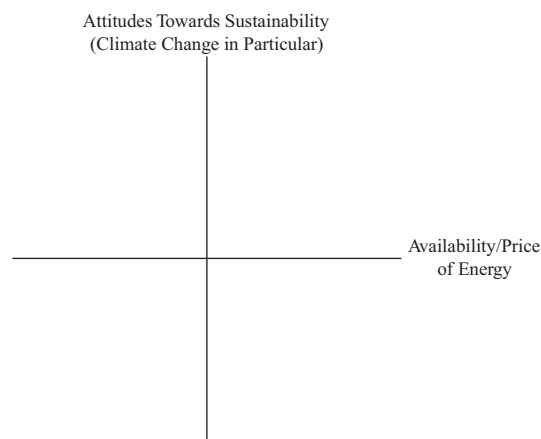 Attitudes Towards Sustainability
(Climate Change in Particular)
Availability/Price
of Energy